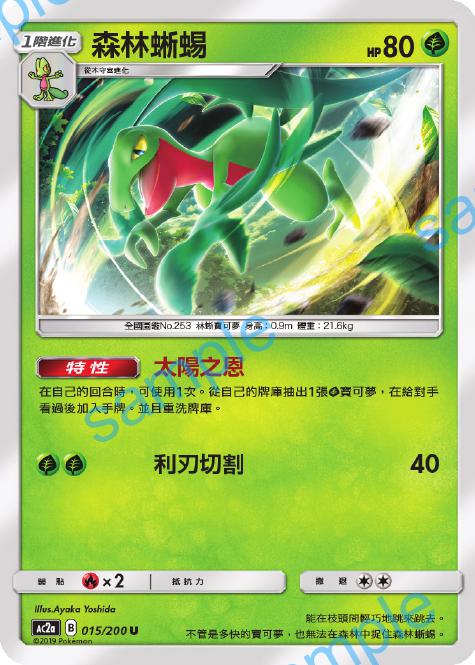 1階進化
森林蜥蜴
HP 80
從木守宮進化
全國圖鑑No.253 林蜥寶可夢 身高:0.9m 體重:21.6kg
特性 太陽之恩
在自己的回合時,可使用1次。從自己的牌庫抽出1張寶可夢,在給對手
看過後加入手牌。並且重洗牌庫。
利刃切割 40
弱點 ×2 抵抗力 撤退
Illus.Ayaka Yoshida
AC2a B 015/200 U
©2019 Pokémon
能在枝頭間輕巧地跳來跳去。
不管是多快的寶可夢,也無法在森林中捉住森林蜥蜴。
sample
sample
sample
sample